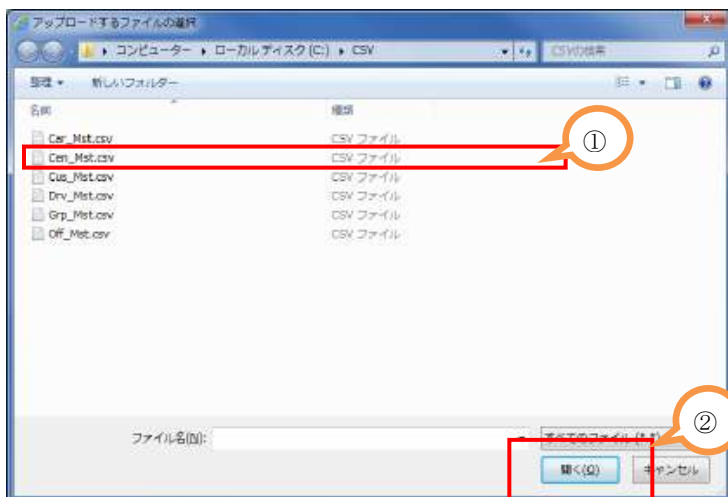 アップロードするファイルの選択
コンピューター ▸ ローカル ディスク (C:) ▸ CSV CSVの検索
整理 新しいフォルダー
名前 種類
Car_Mst.csv CSV ファイル
Cen_Mst.csv CSV ファイル
①
Cus_Mst.csv CSV ファイル
Drv_Mst.csv CSV ファイル
Grp_Mst.csv CSV ファイル
Off_Mst.csv CSV ファイル
②
ファイル名(N): すべてのファイル (*.*)
開く(O) キャンセル